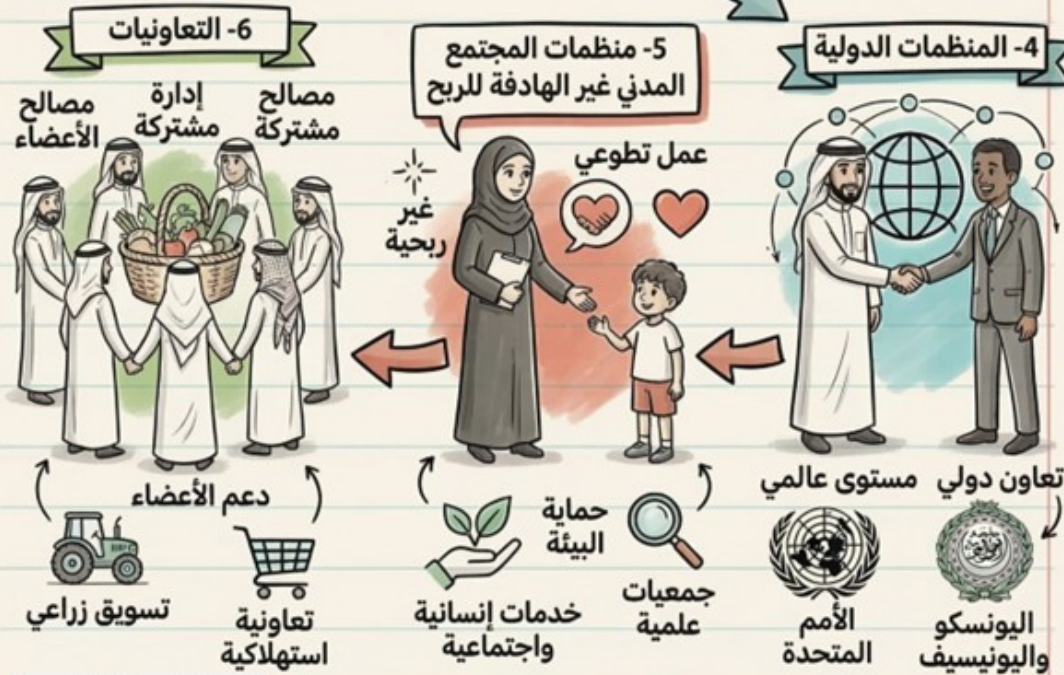 4- المنظمات الدولية
تعاون دولي
مستوى عالمي
اليونسكو
واليونيسيف
الأمم
المتحدة
5- منظمات المجتمع
المدني غير الهادفة للربح
عمل تطوعي
غير
ربحية
حماية
البيئة
جمعيات
علمية
خدمات إنسانية
واجتماعية
6- التعاونيات
مصالح
مشتركة
إدارة
مشتركة
مصالح
الأعضاء
دعم الأعضاء
تعاونية
استهلاكية
تسويق زراعي